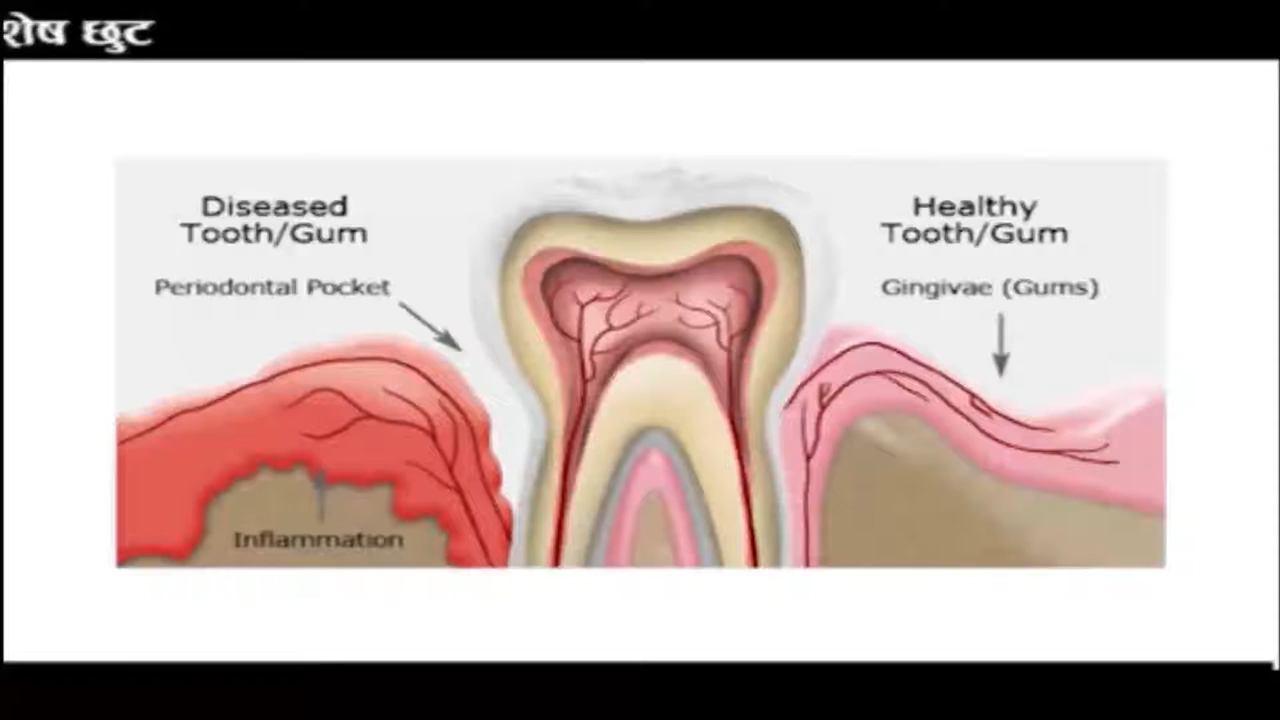 शेष छुट
Diseased
Tooth/Gum
Periodontal Pocket
Inflammation
Healthy
Tooth/Gum
Gingivae (Gums)